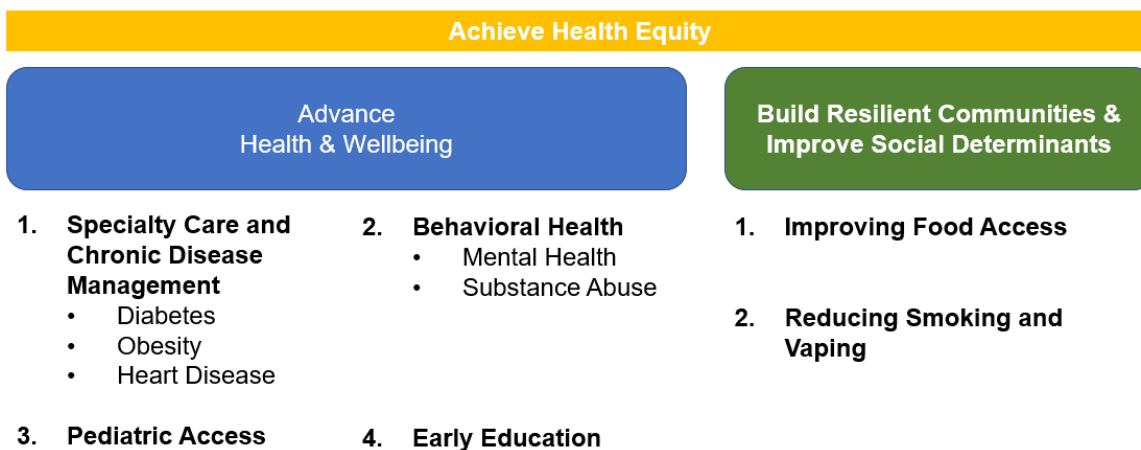 Achieve Health Equity
Advance
Health & Wellbeing
Build Resilient Communities &
Improve Social Determinants
1. Specialty Care and
Chronic Disease
Management
• Diabetes
• Obesity
• Heart Disease
2. Behavioral Health
• Mental Health
• Substance Abuse
3. Pediatric Access
4. Early Education
1. Improving Food Access
2. Reducing Smoking and
Vaping